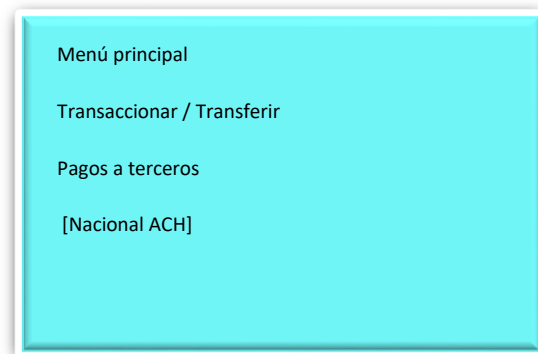 Menú principal
Transaccionar / Transferir
Pagos a terceros
[Nacional ACH]